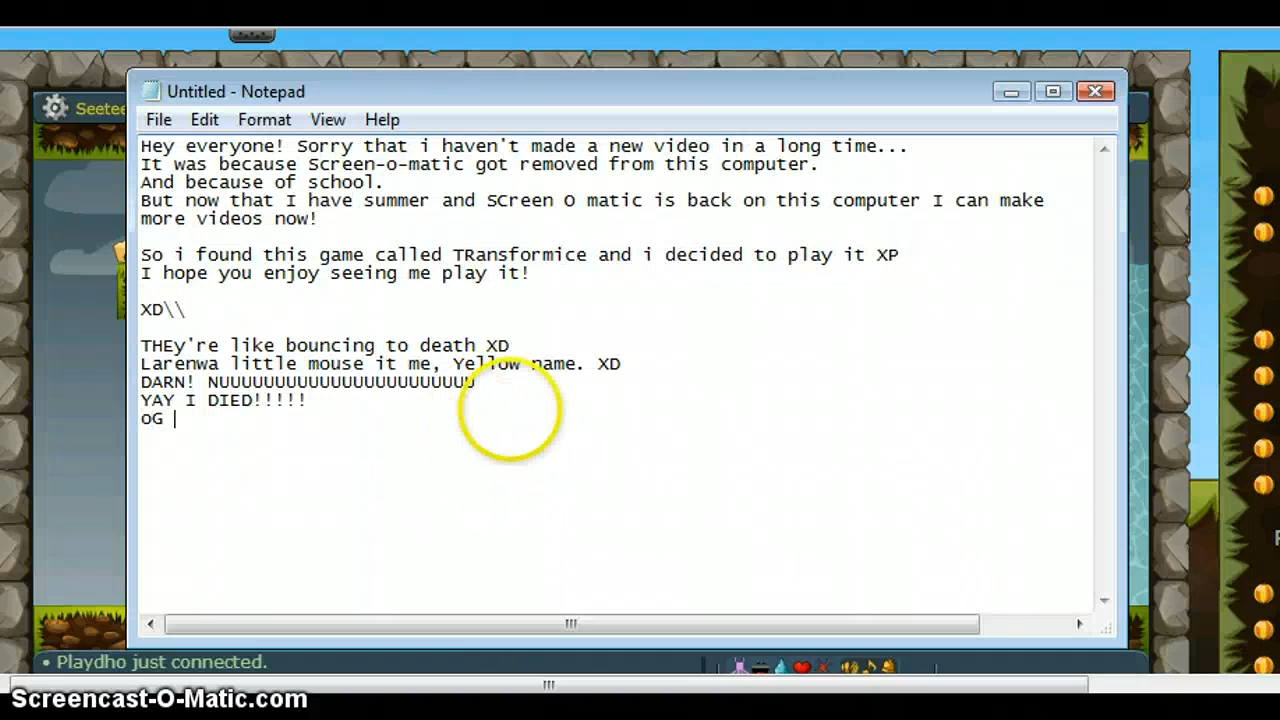 Seetee
Untitled - Notepad
File Edit Format View Help
Hey everyone! Sorry that i haven't made a new video in a long time...
It was because Screen-o-matic got removed from this computer.
And because of school.
But now that I have summer and SCreen O matic is back on this computer I can make
more videos now!
So i found this game called TRansformice and i decided to play it XP
I hope you enjoy seeing me play it!
XD\\
THEy're like bouncing to death XD
Larenwa little mouse it me, Yellow name. XD
DARN! NUUUUUUUUUUUUUUUUUUUUUUU
YAY I DIED!!!!!
oG
• Playdho just connected.
Screencast-O-Matic.com